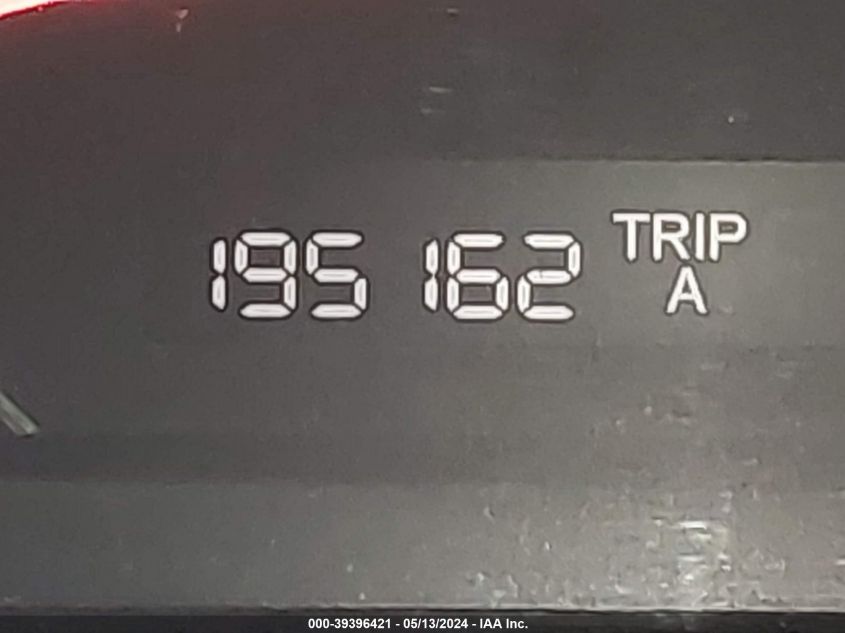 195 162 TRIP
A
000-39396421 - 05/13/2024 - IAA Inc.